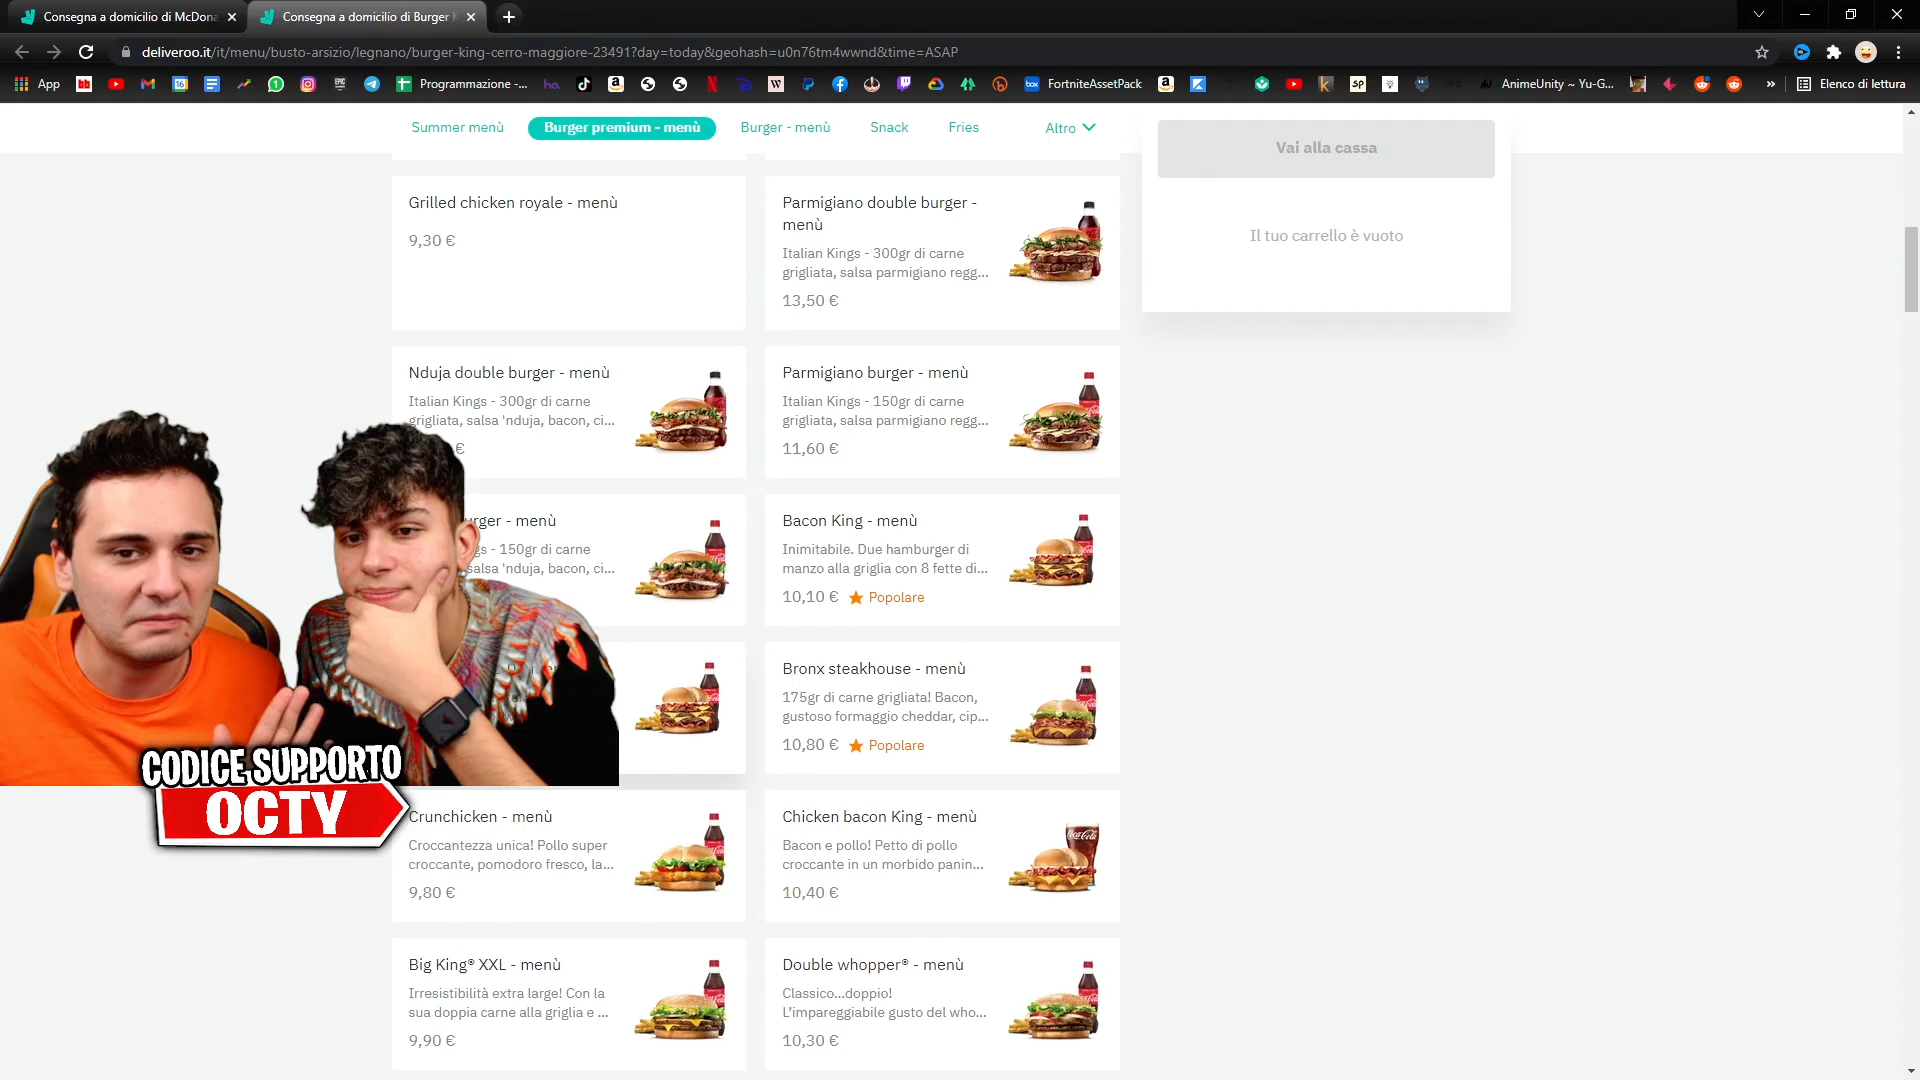 Consegna a domicilio di McDona
Consegna a domicilio di Burger K
deliveroo.it/it/menu/busto-arsizio/legnano/burger-king-cerro-maggiore-23491?day=today&geohash=u0n76tm4wwnd&time=ASAP
App
Programmazione -...
FortniteAssetPack
AnimeUnity ~ Yu-G...
Elenco di lettura
Summer menù
Burger premium - menù
Burger - menù
Snack
Fries
Altro
Vai alla cassa
Il tuo carrello è vuoto
Grilled chicken royale - menù
9,30 €
Parmigiano double burger -
menù
Italian Kings - 300gr di carne
grigliata, salsa parmigiano regg...
13,50 €
Nduja double burger - menù
Italian Kings - 300gr di carne
grigliata, salsa 'nduja, bacon, ci...
€
Parmigiano burger - menù
Italian Kings - 150gr di carne
grigliata, salsa parmigiano regg...
11,60 €
urger - menù
gs - 150gr di carne
salsa 'nduja, bacon, ci...
Bacon King - menù
Inimitabile. Due hamburger di
manzo alla griglia con 8 fette di...
10,10 € Popolare
Bronx steakhouse - menù
175gr di carne grigliata! Bacon,
gustoso formaggio cheddar, cip...
10,80 € Popolare
CODICE SUPPORTO
OCTY
Crunchicken - menù
Croccantezza unica! Pollo super
croccante, pomodoro fresco, la...
9,80 €
Chicken bacon King - menù
Bacon e pollo! Petto di pollo
croccante in un morbido panin...
10,40 €
Big King® XXL - menù
Irresistibilità extra large! Con la
sua doppia carne alla griglia e ...
9,90 €
Double whopper® - menù
Classico...doppio!
L'impareggiabile gusto del who...
10,30 €